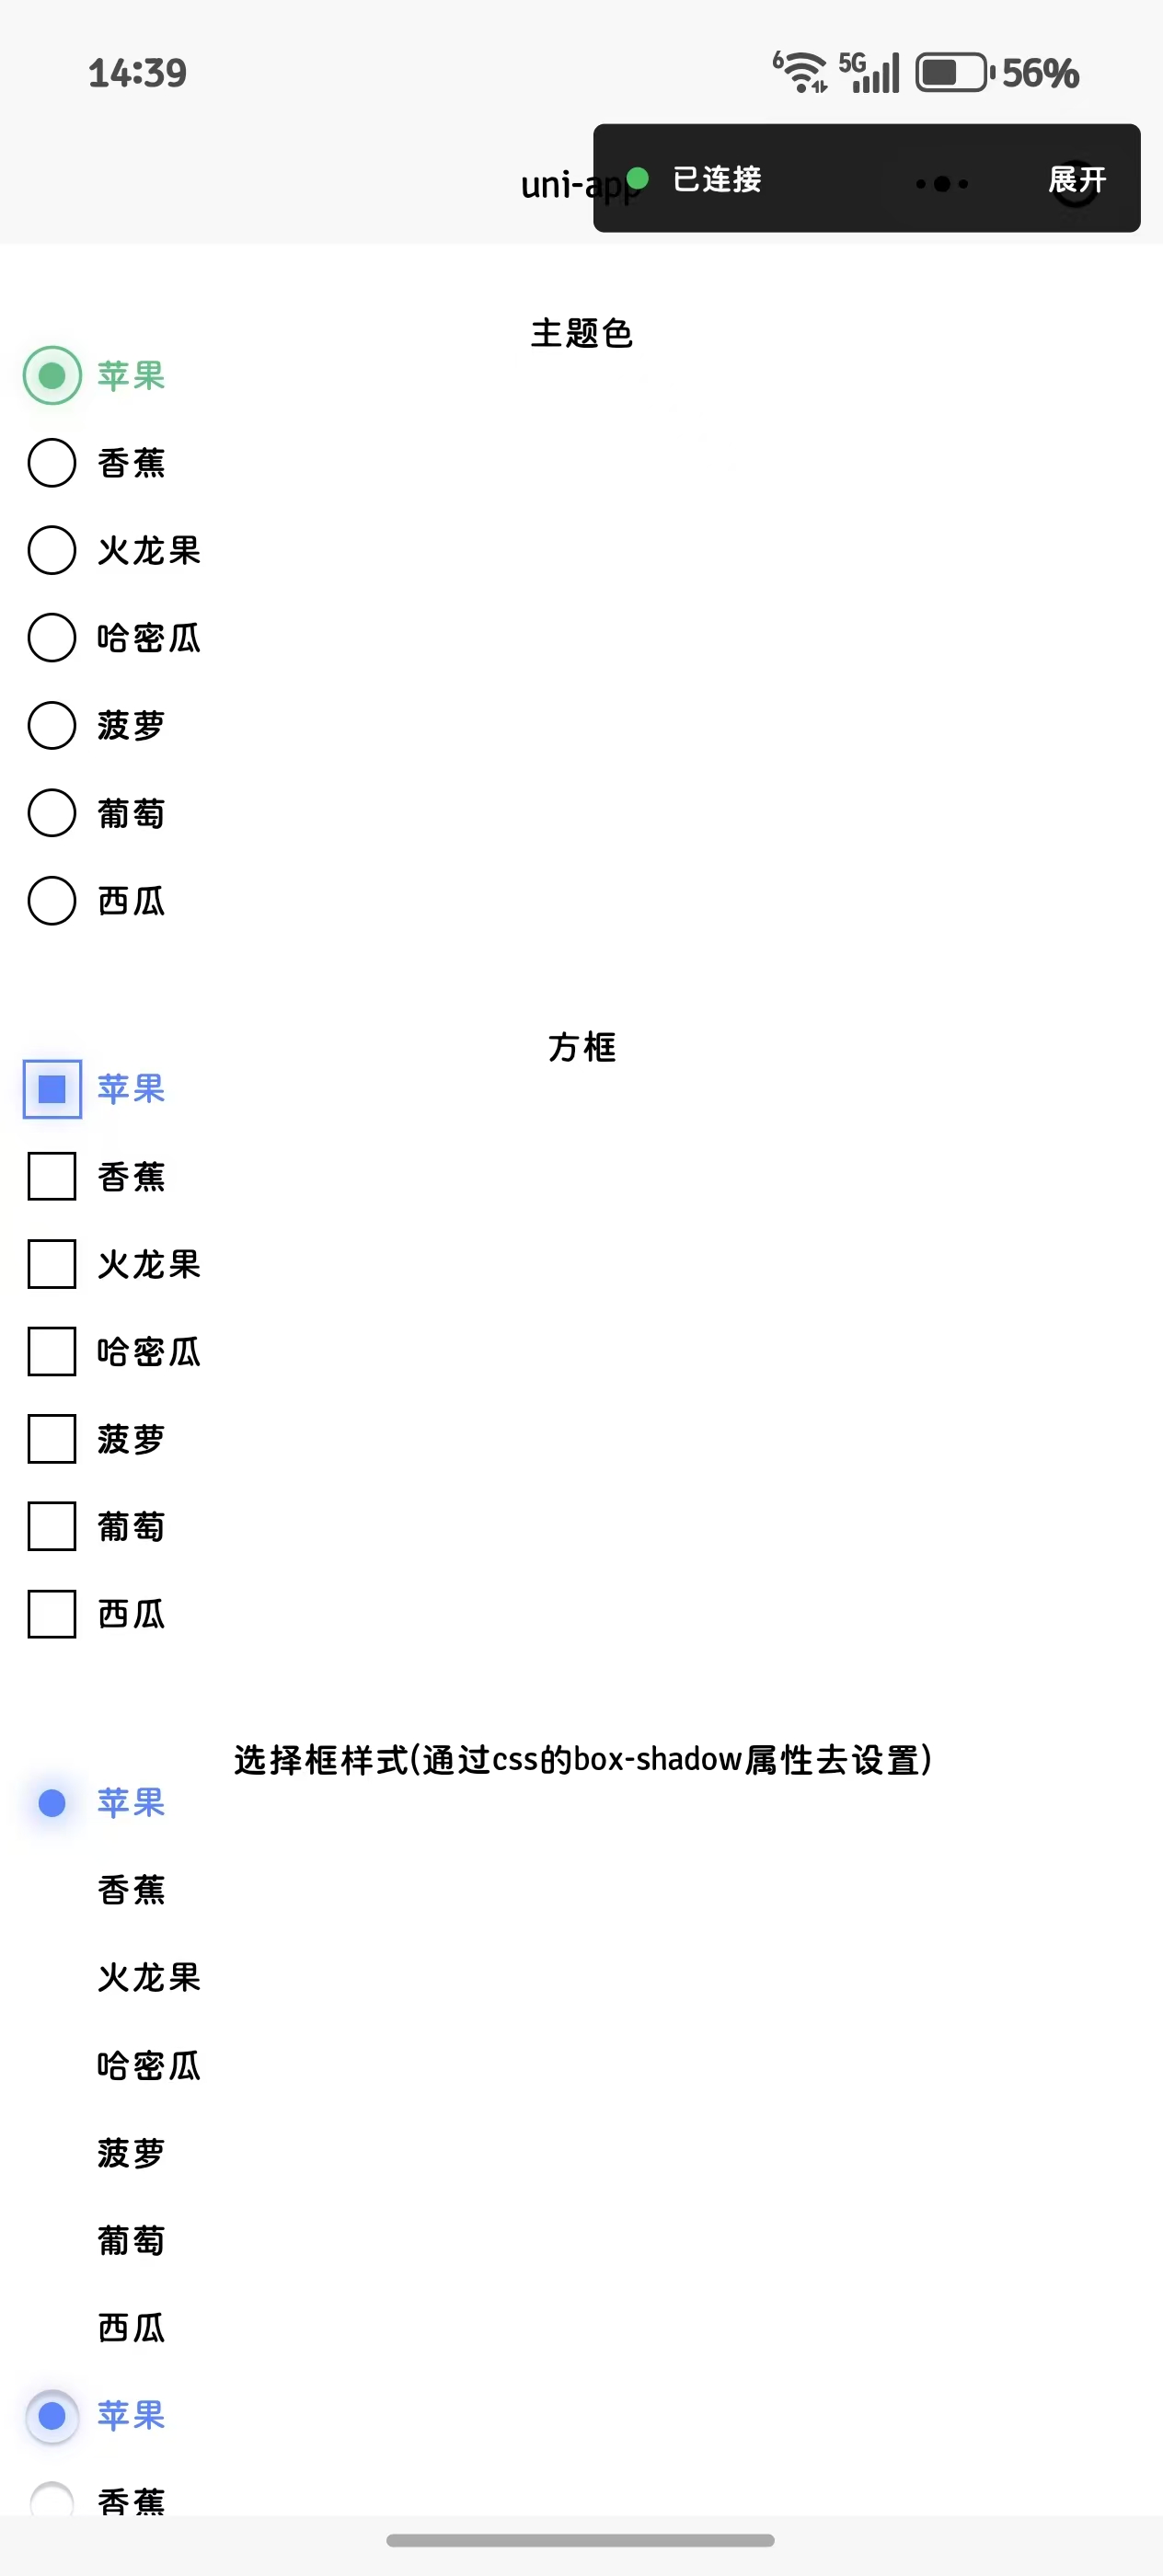 14:39
6 5G 56%
uni-app 已连接 展开
主题色
苹果
香蕉
火龙果
哈密瓜
菠萝
葡萄
西瓜
方框
苹果
香蕉
火龙果
哈密瓜
菠萝
葡萄
西瓜
选择框样式(通过css的box-shadow属性去设置)
苹果
香蕉
火龙果
哈密瓜
菠萝
葡萄
西瓜
苹果
香蕉